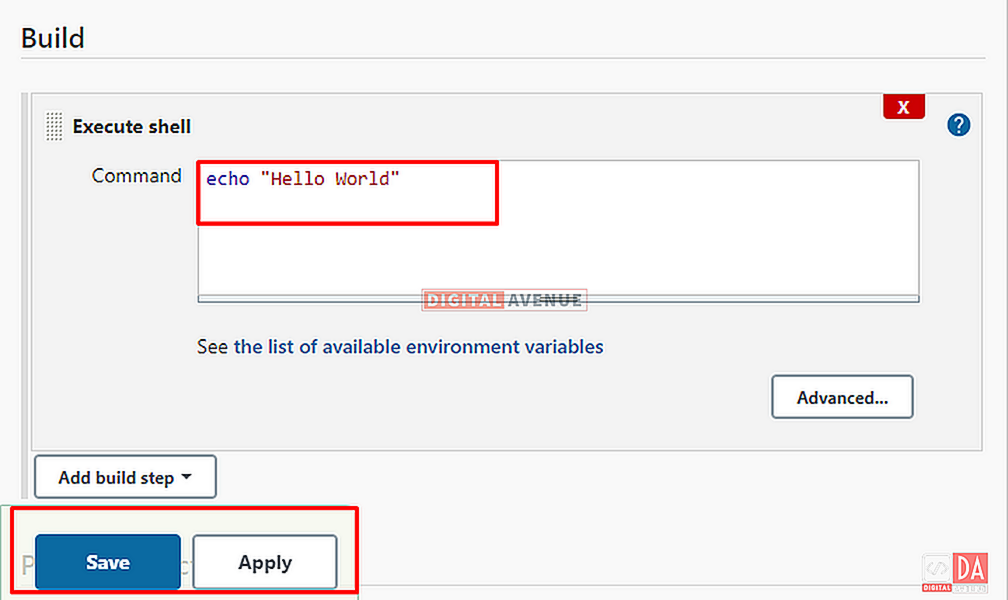 Build
X
Execute shell
?
Command
echo "Hello World"
DIGITAL AVENUE
See the list of available environment variables
Advanced...
Add build step
Save
Apply
DA
DIGITAL